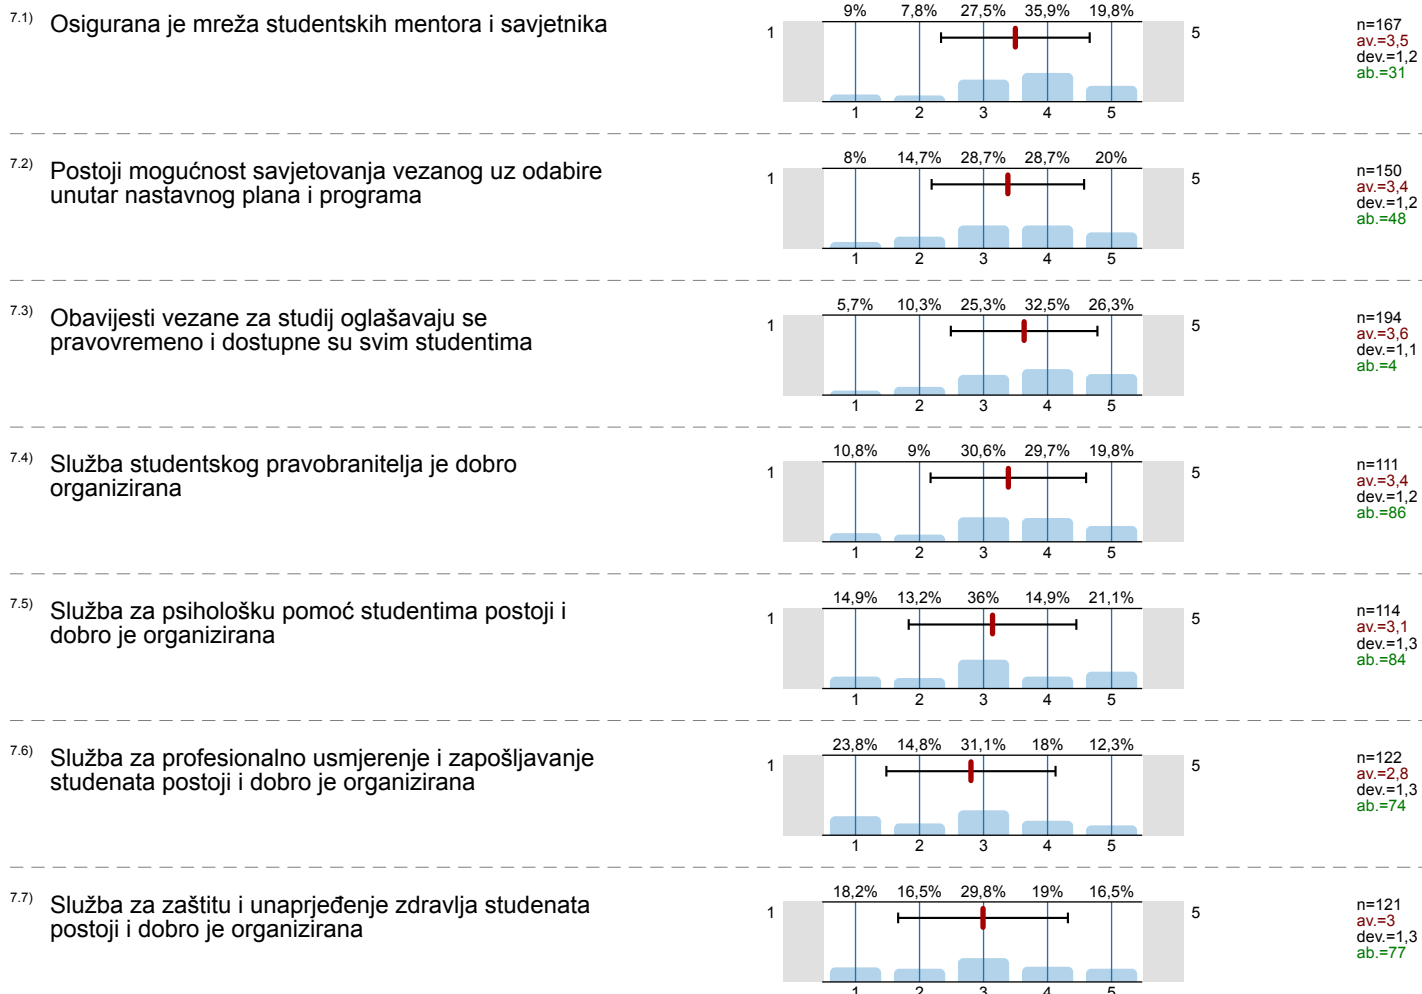 7.1) Osigurana je mreža studentskih mentora i savjetnika
9% 7,8% 27,5% 35,9% 19,8%
1 5
1 2 3 4 5
n=167
av.=3,5
dev.=1,2
ab.=31
7.2) Postoji mogućnost savjetovanja vezanog uz odabire
unutar nastavnog plana i programa
8% 14,7% 28,7% 28,7% 20%
1 5
1 2 3 4 5
n=150
av.=3,4
dev.=1,2
ab.=48
7.3) Obavijesti vezane za studij oglašavaju se
pravovremeno i dostupne su svim studentima
5,7% 10,3% 25,3% 32,5% 26,3%
1 5
1 2 3 4 5
n=194
av.=3,6
dev.=1,1
ab.=4
7.4) Služba studentskog pravobranitelja je dobro
organizirana
10,8% 9% 30,6% 29,7% 19,8%
1 5
1 2 3 4 5
n=111
av.=3,4
dev.=1,2
ab.=86
7.5) Služba za psihološku pomoć studentima postoji i
dobro je organizirana
14,9% 13,2% 36% 14,9% 21,1%
1 5
1 2 3 4 5
n=114
av.=3,1
dev.=1,3
ab.=84
7.6) Služba za profesionalno usmjerenje i zapošljavanje
studenata postoji i dobro je organizirana
23,8% 14,8% 31,1% 18% 12,3%
1 5
1 2 3 4 5
n=122
av.=2,8
dev.=1,3
ab.=74
7.7) Služba za zaštitu i unaprjeđenje zdravlja studenata
postoji i dobro je organizirana
18,2% 16,5% 29,8% 19% 16,5%
1 5
1 2 3 4 5
n=121
av.=3
dev.=1,3
ab.=77